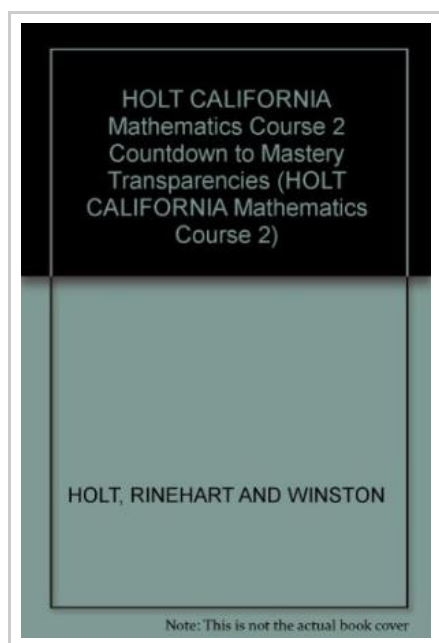 HOLT CALIFORNIA
Mathematics Course 2
Countdown to Mastery
Transparencies (HOLT
CALIFORNIA Mathematics
Course 2)
HOLT, RINEHART AND WINSTON
Note: This is not the actual book cover